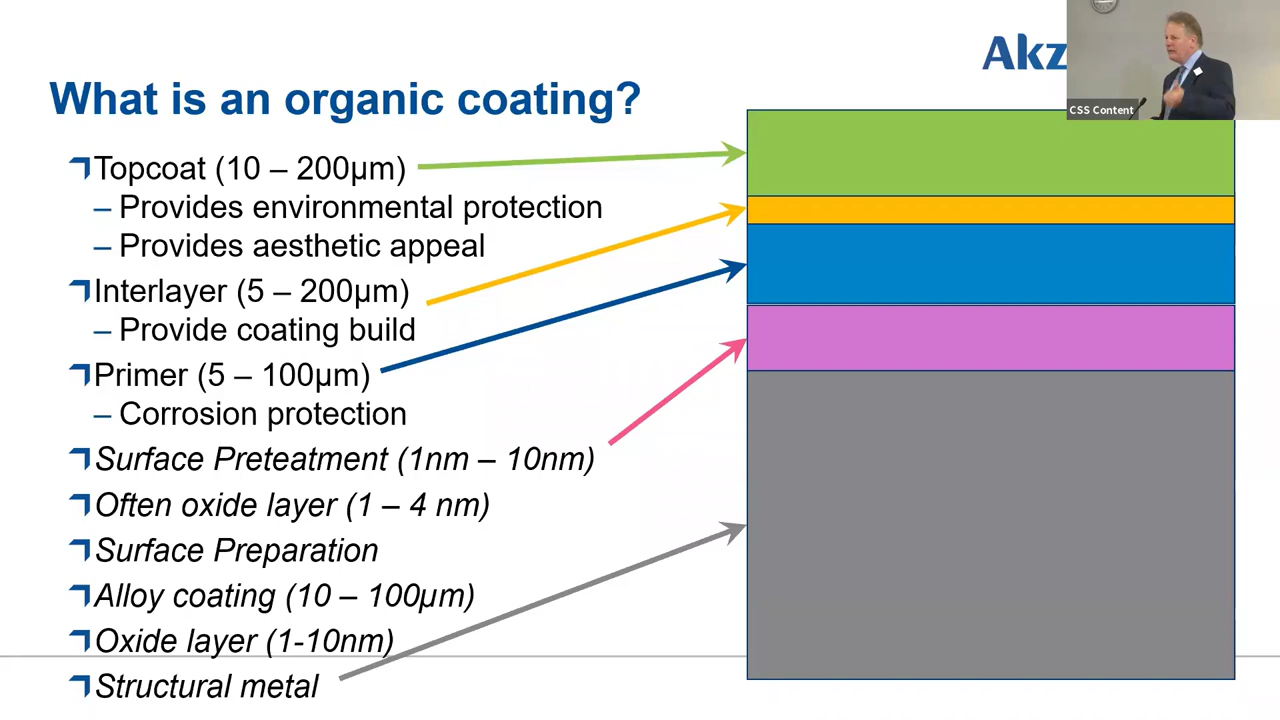 Akz
CSS Content
What is an organic coating?
Topcoat (10 – 200µm)
– Provides environmental protection
– Provides aesthetic appeal
Interlayer (5 – 200µm)
– Provide coating build
Primer (5 – 100µm)
– Corrosion protection
Surface Preteatment (1nm – 10nm)
Often oxide layer (1 – 4 nm)
Surface Preparation
Alloy coating (10 – 100µm)
Oxide layer (1-10nm)
Structural metal